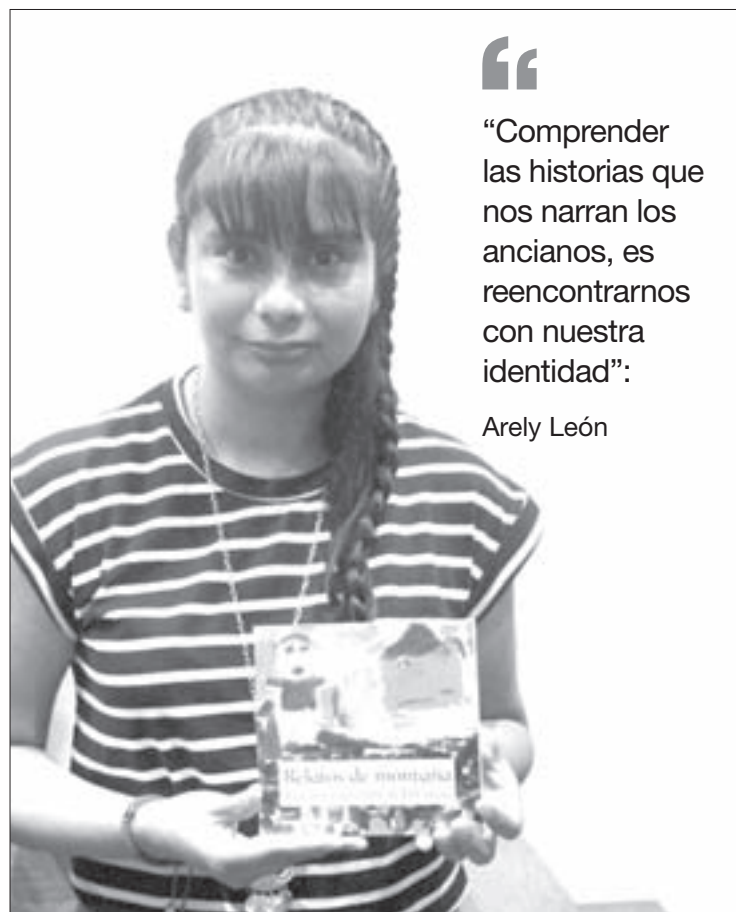 “Comprender
las historias que
nos narran los
ancianos, es
reencontrarnos
con nuestra
identidad”:
Arely León
Relatos de montaña